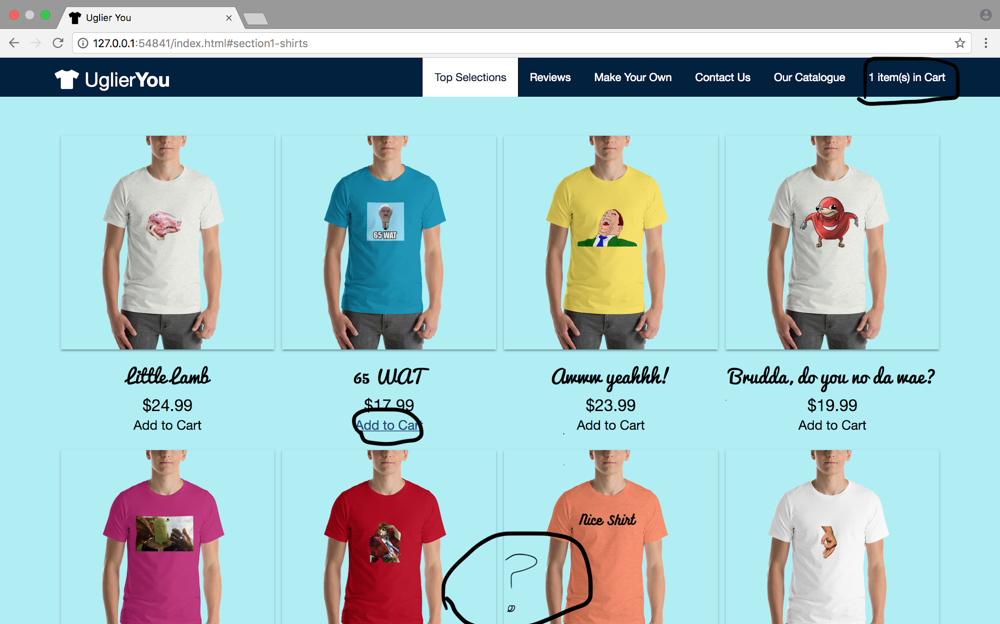 Uglier You
127.0.0.1:54841/index.html#section1-shirts
UglierYou
Top Selections
Reviews
Make Your Own
Contact Us
Our Catalogue
1 item(s) in Cart
65 WAT
Little Lamb
$24.99
Add to Cart
65 WAT
$17.99
Add to Cart
Awww yeahhh!
$23.99
Add to Cart
Brudda, do you no da wae?
$19.99
Add to Cart
Nice Shirt
?